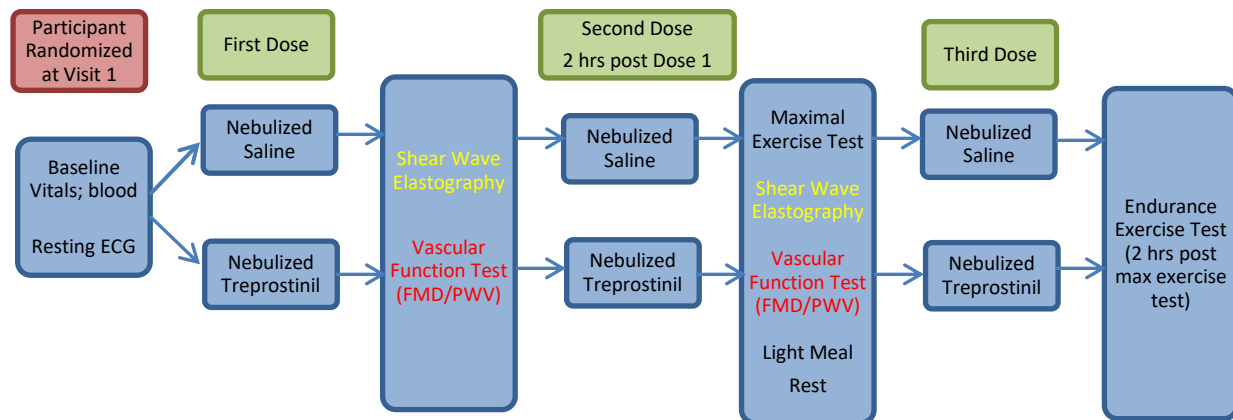 Participant
Randomized
at Visit 1
First Dose
Second Dose
2 hrs post Dose 1
Third Dose
Baseline
Vitals; blood
Resting ECG
Nebulized
Saline
Nebulized
Treprostinil
Shear Wave
Elastography
Vascular
Function Test
(FMD/PWV)
Nebulized
Saline
Nebulized
Treprostinil
Maximal
Exercise Test
Shear Wave
Elastography
Vascular
Function Test
(FMD/PWV)
Light Meal
Rest
Nebulized
Saline
Nebulized
Treprostinil
Endurance
Exercise Test
(2 hrs post
max exercise
test)